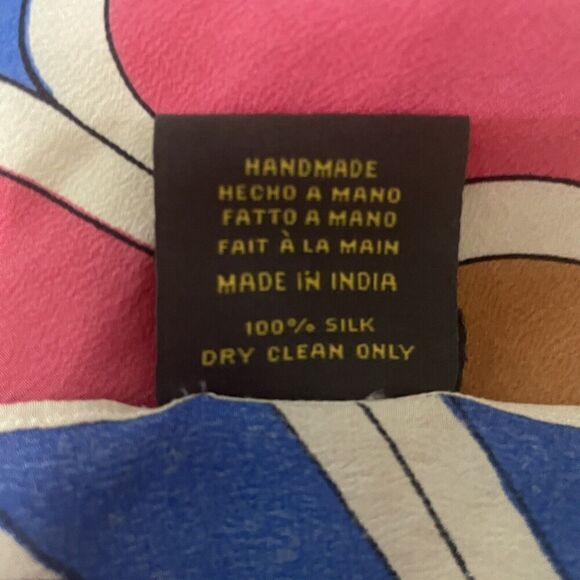 HANDMADE
HECHO A MANO
FATTO A MANO
FAIT À LA MAIN
MADE IN INDIA
100% SILK
DRY CLEAN ONLY